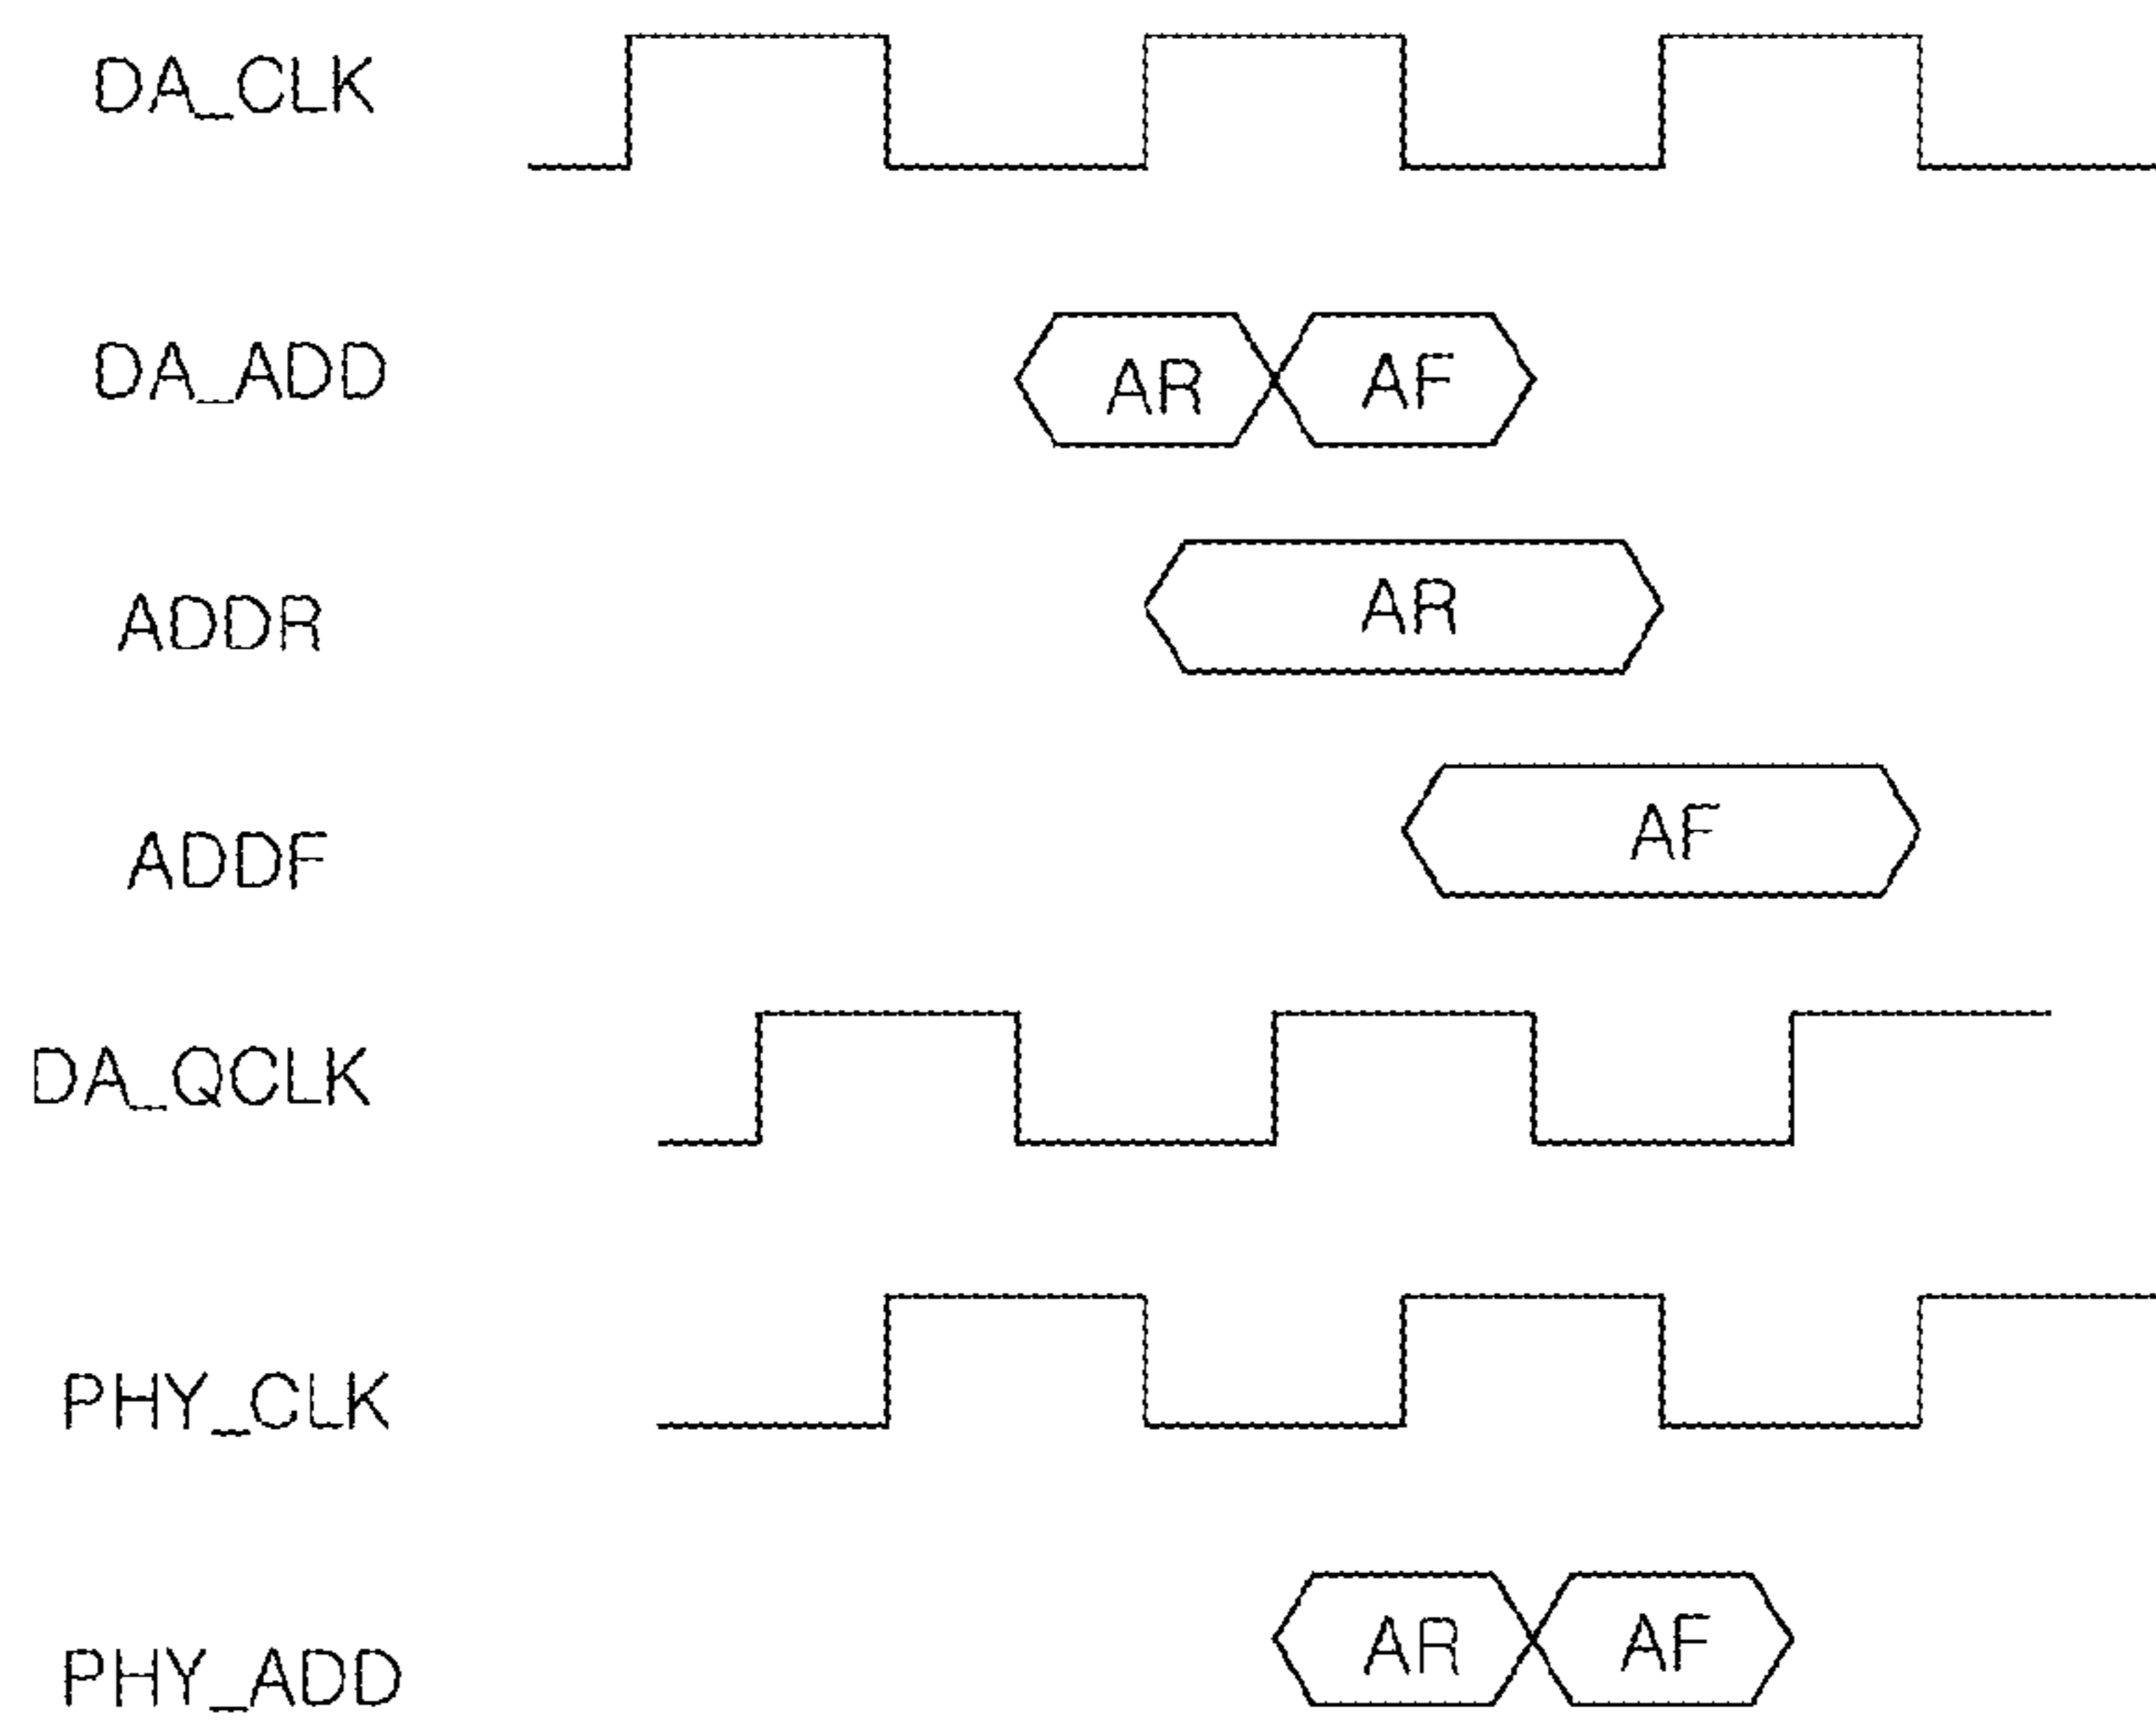 DA_CLK
DA_ADD AR AF
ADDR AR
ADDF AF
DA_QCLK
PHY_CLK
PHY_ADD AR AF